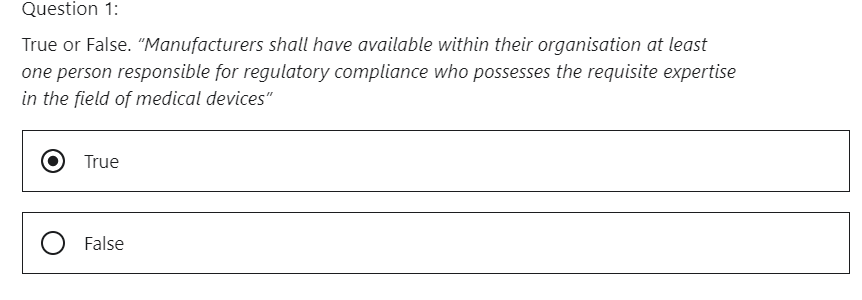 Question 1:
True or False. “Manufacturers shall have available within their organisation at least
one person responsible for regulatory compliance who possesses the requisite expertise
in the field of medical devices”
True
False